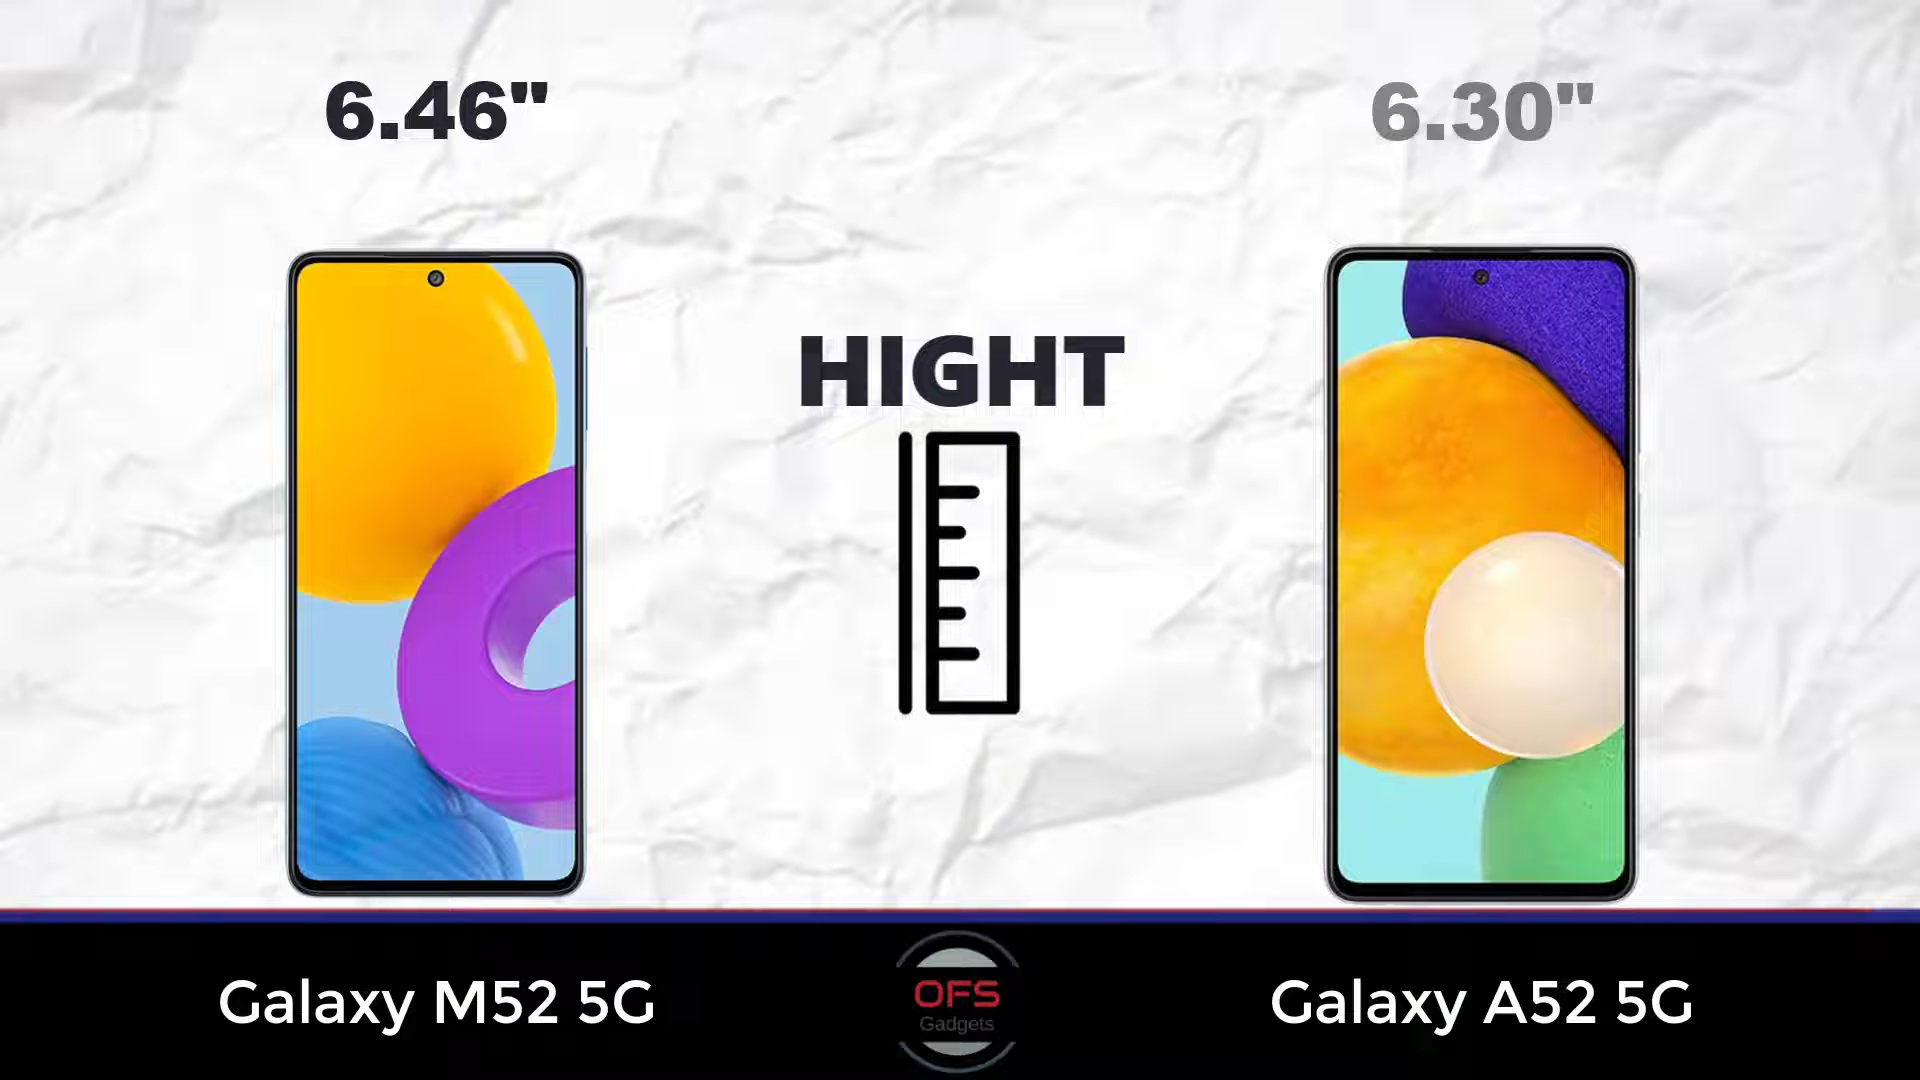 6.46"
6.30"
HIGHT
Galaxy M52 5G
OFS
Gadgets
Galaxy A52 5G